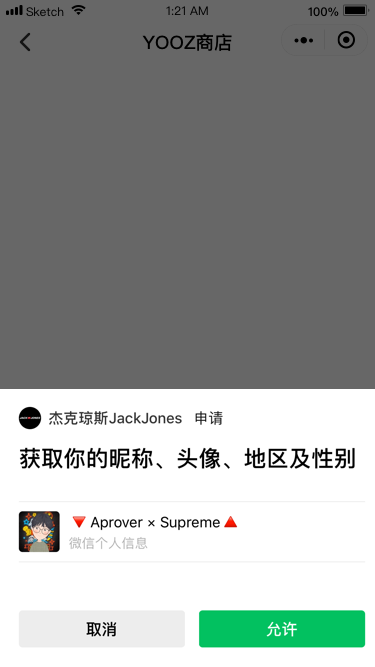 Sketch 1:21 AM 100%
YOOZ商店
JACK&JONES
杰克琼斯JackJones 申请
获取你的昵称、头像、地区及性别
Aprover × Supreme
微信个人信息
取消 允许